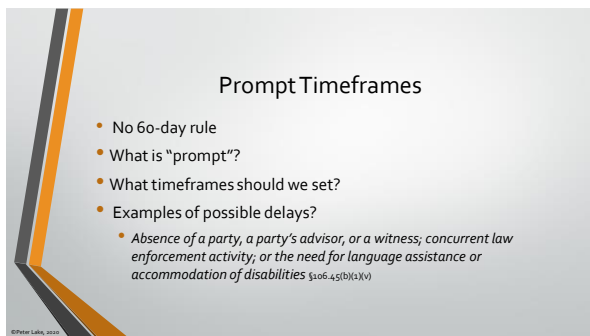 Prompt Timeframes
• No 60-day rule
• What is “prompt”?
• What timeframes should we set?
• Examples of possible delays?
• Absence of a party, a party’s advisor, or a witness; concurrent law
enforcement activity; or the need for language assistance or
accommodation of disabilities §106.45(b)(1)(v)
©Peter Lake, 2020